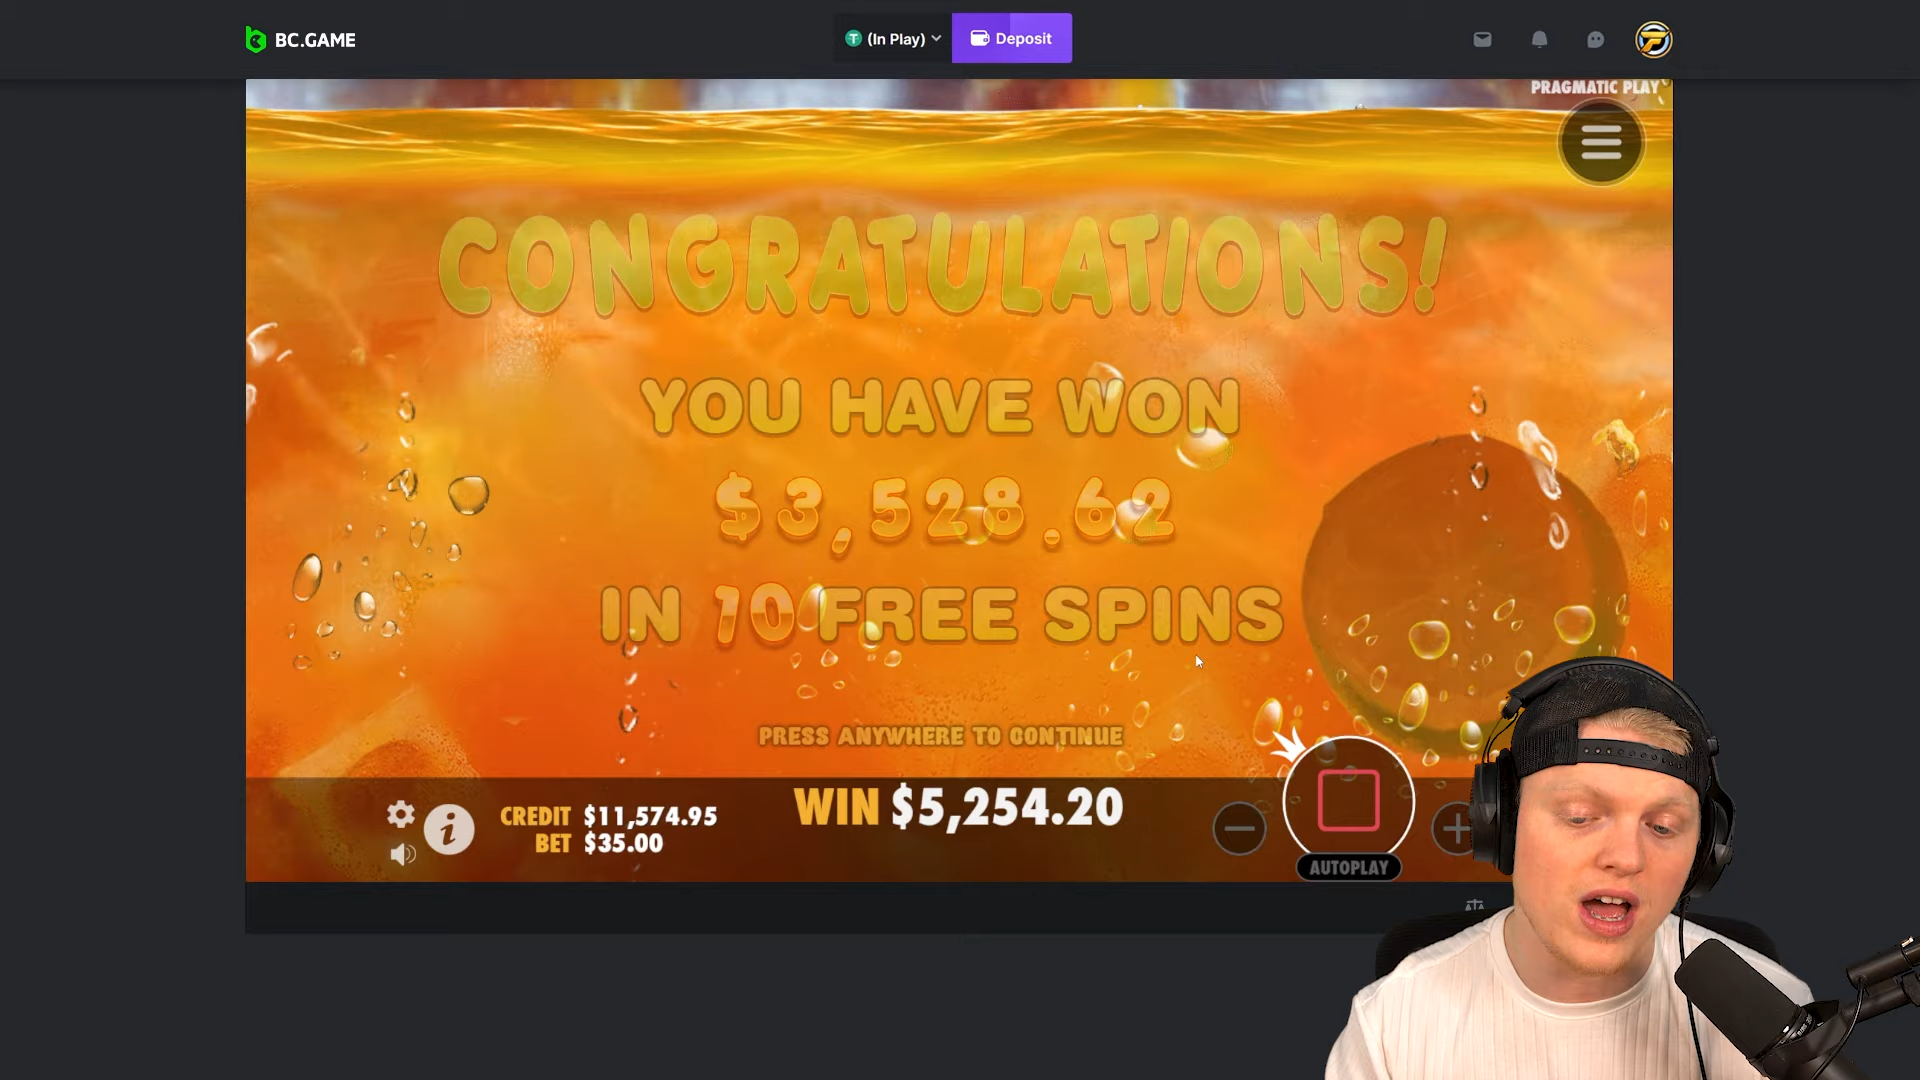 BC.GAME
(In Play)
Deposit
PRAGMATIC PLAY
CONGRATULATIONS!
YOU HAVE WON
$3,528.62
IN 10 FREE SPINS
PRESS ANYWHERE TO CONTINUE
CREDIT $11,574.95
BET $35.00
WIN $5,254.20
AUTOPLAY